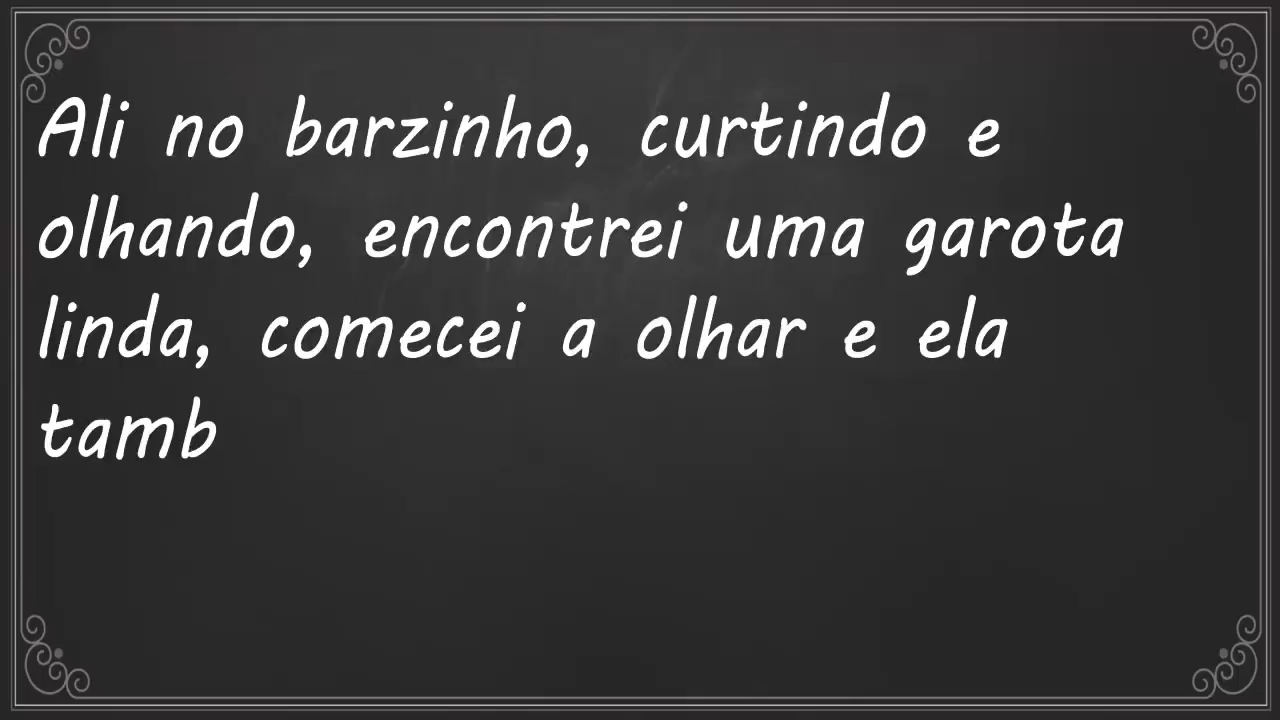 Ali no barzinho, curtindo e
olhando, encontrei uma garota
linda, comecei a olhar e ela
tamb